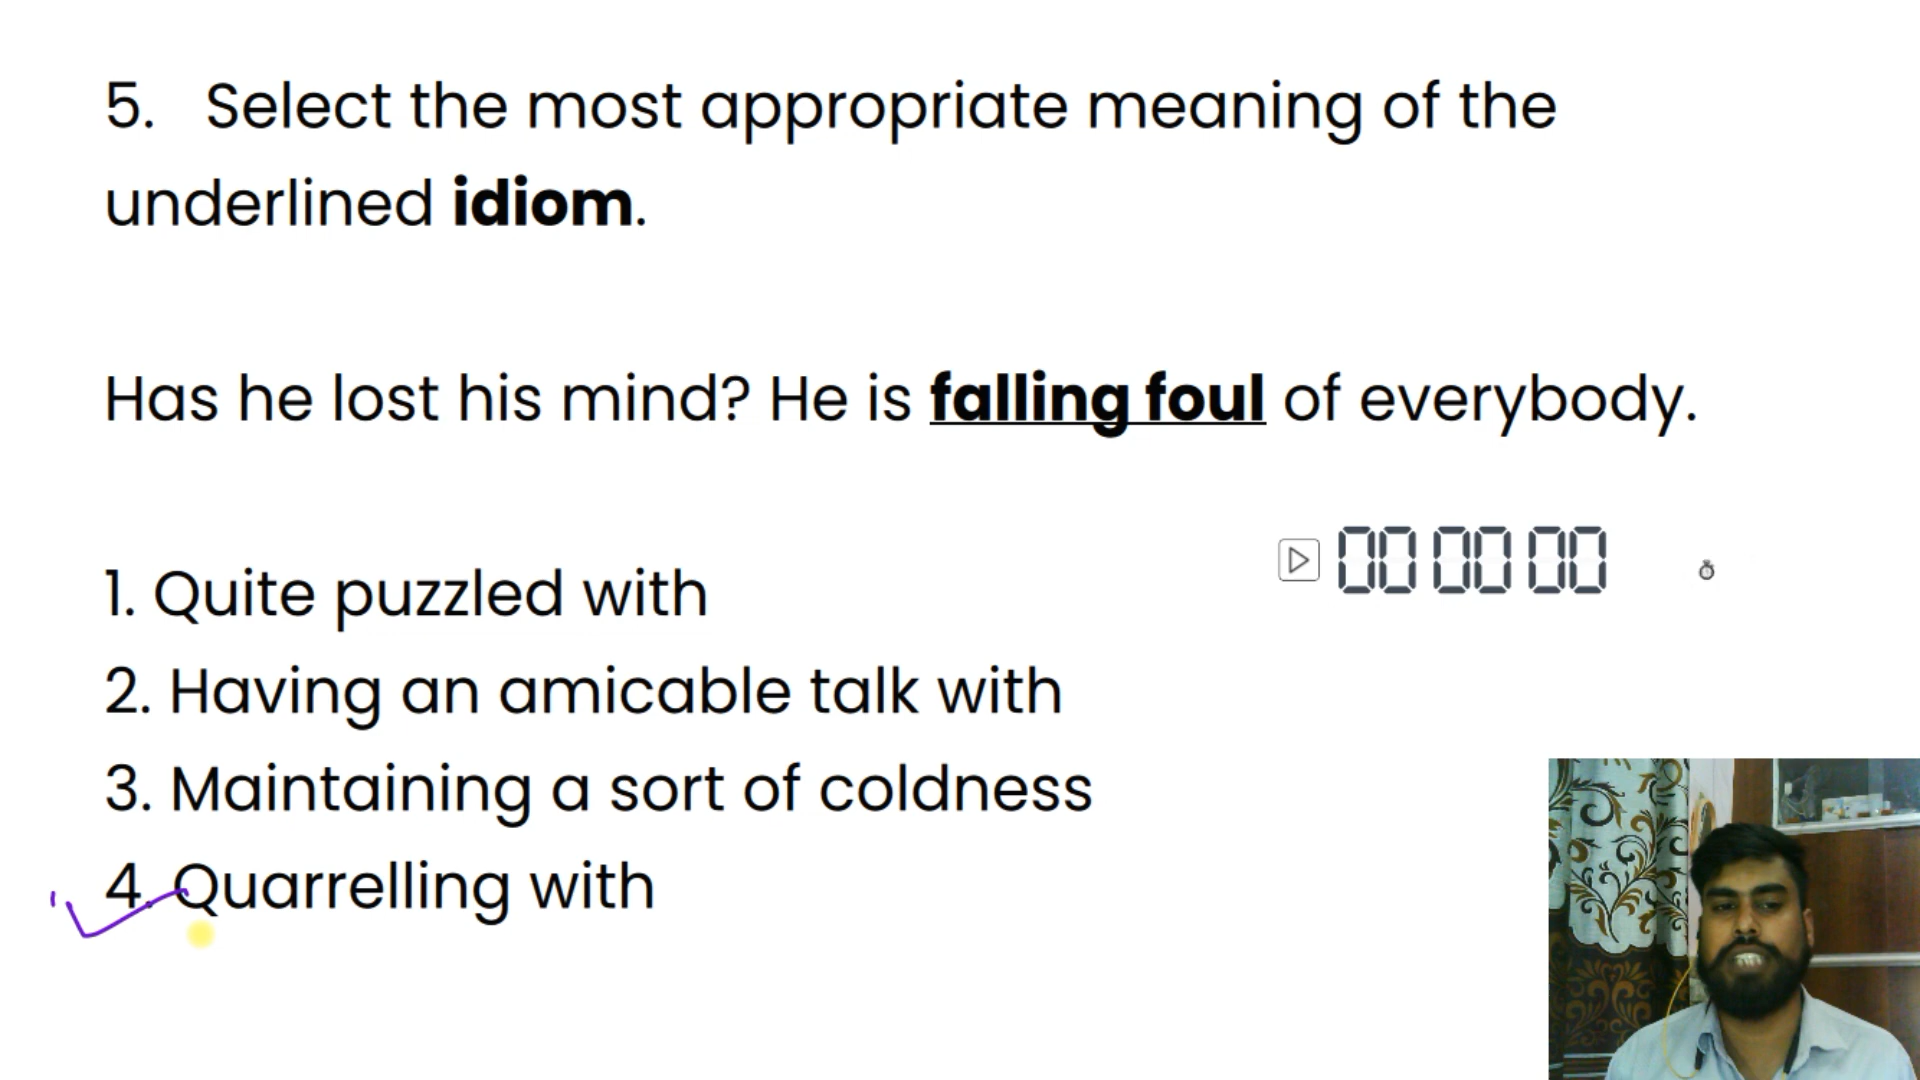 5. Select the most appropriate meaning of the
underlined idiom.
Has he lost his mind? He is falling foul of everybody.
00 00 00
1. Quite puzzled with
2. Having an amicable talk with
3. Maintaining a sort of coldness
4. Quarrelling with